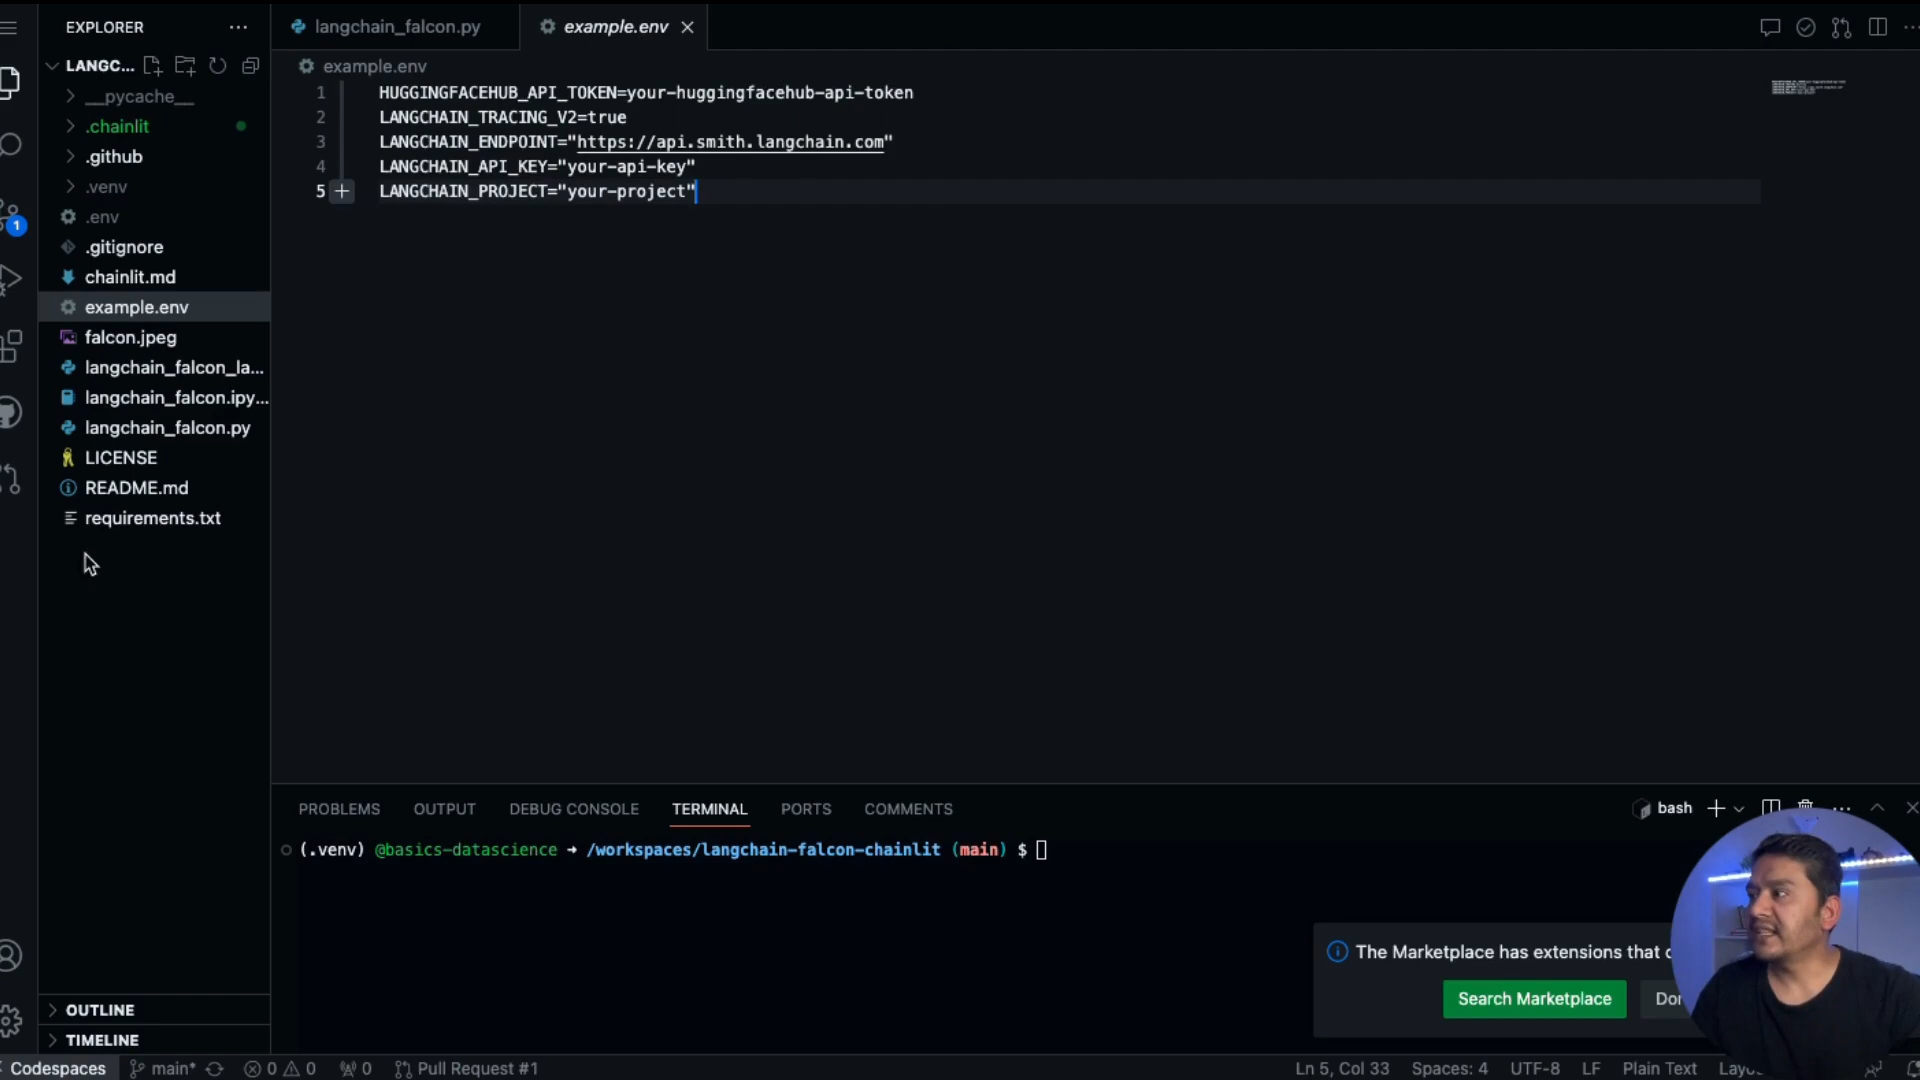 EXPLORER
LANGC...
__pycache__
.chainlit
.github
.venv
.env
.gitignore
chainlit.md
example.env
falcon.jpeg
langchain_falcon_la...
langchain_falcon.ipy...
langchain_falcon.py
LICENSE
README.md
requirements.txt
OUTLINE
TIMELINE
1
langchain_falcon.py
example.env
example.env
1 HUGGINGFACEHUB_API_TOKEN=your-huggingfacehub-api-token
2 LANGCHAIN_TRACING_V2=true
3 LANGCHAIN_ENDPOINT="https://api.smith.langchain.com"
4 LANGCHAIN_API_KEY="your-api-key"
5 LANGCHAIN_PROJECT="your-project"
PROBLEMS OUTPUT DEBUG CONSOLE TERMINAL PORTS COMMENTS
bash
(.venv) @basics-datascience → /workspaces/langchain-falcon-chainlit (main) $
The Marketplace has extensions that
Search Marketplace
Codespaces main* 0 0 0 Pull Request #1
Ln 5, Col 33 Spaces: 4 UTF-8 LF Plain Text